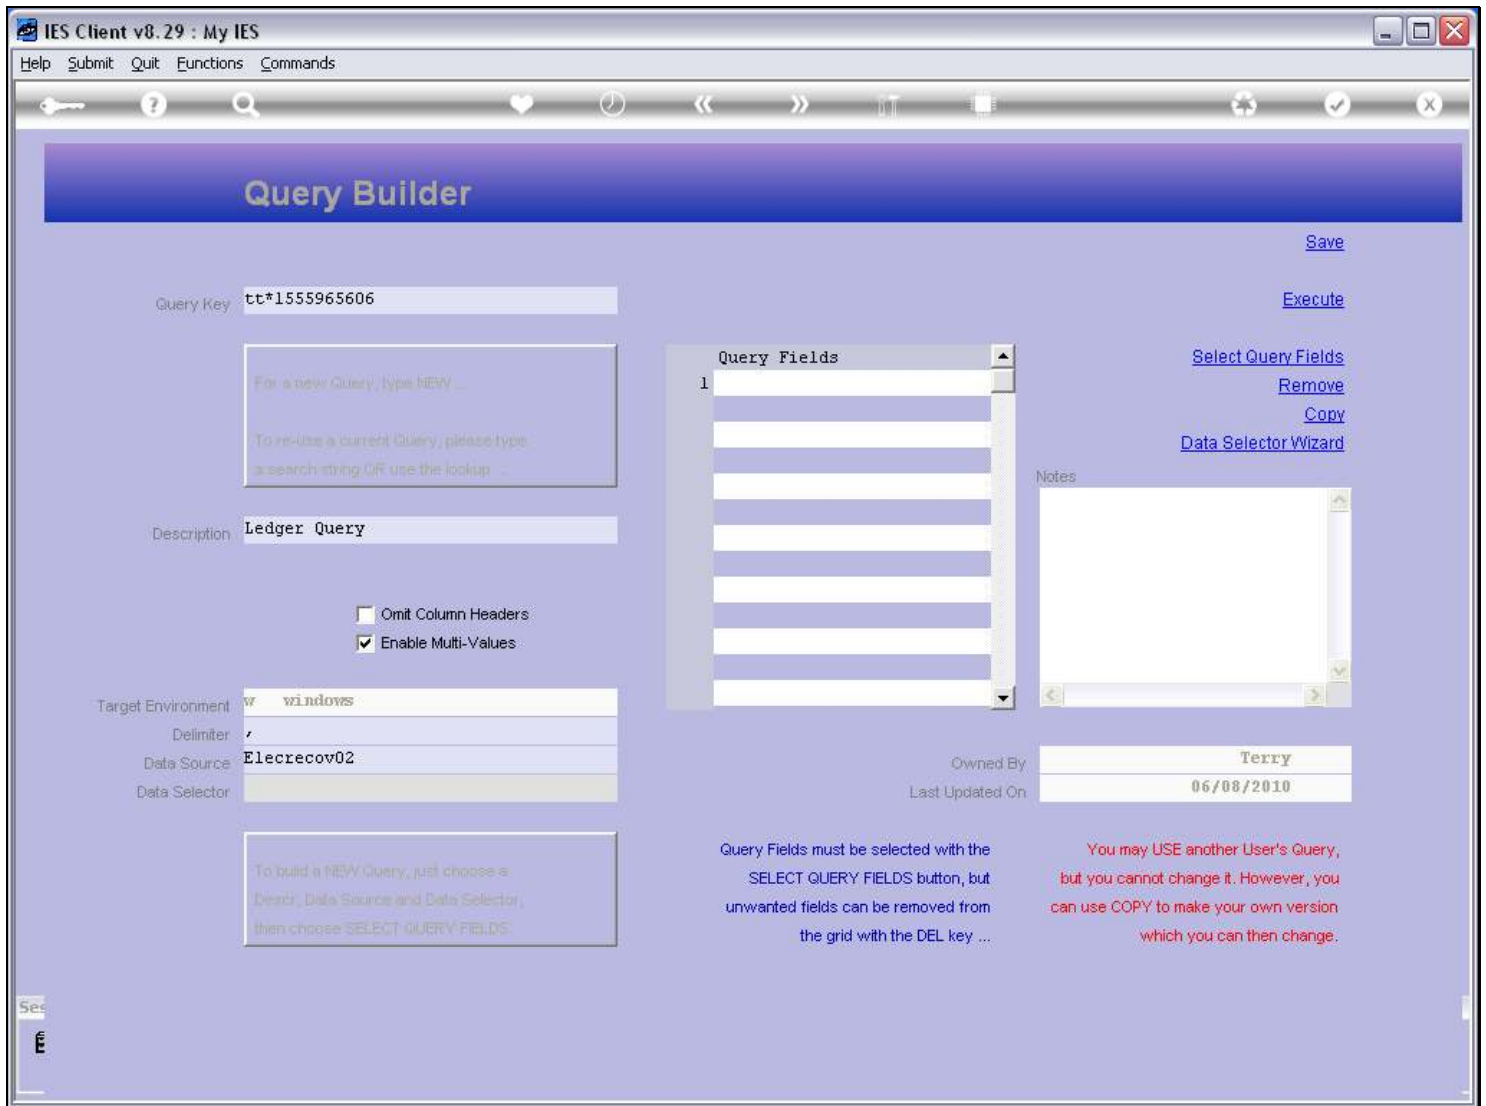 IES Client v8.29 : My IES
Help Submit Quit Functions Commands
Query Builder
Save
Query Key tt*1555965606
Execute
For a new Query, type NEW ...
To re-use a current Query, please type
a search string OR use the lookup ...
Query Fields
1
Select Query Fields
Remove
Copy
Data Selector Wizard
Notes
Description Ledger Query
Omit Column Headers
Enable Multi-Values
Target Environment w windows
Delimiter ,
Data Source Elecrecov02
Data Selector
Owned By Terry
Last Updated On 06/08/2010
To build a NEW Query, just choose a
Descr, Data Source and Data Selector,
then choose SELECT QUERY FIELDS.
Query Fields must be selected with the
SELECT QUERY FIELDS button, but
unwanted fields can be removed from
the grid with the DEL key ...
You may USE another User's Query,
but you cannot change it. However, you
can use COPY to make your own version
which you can then change.